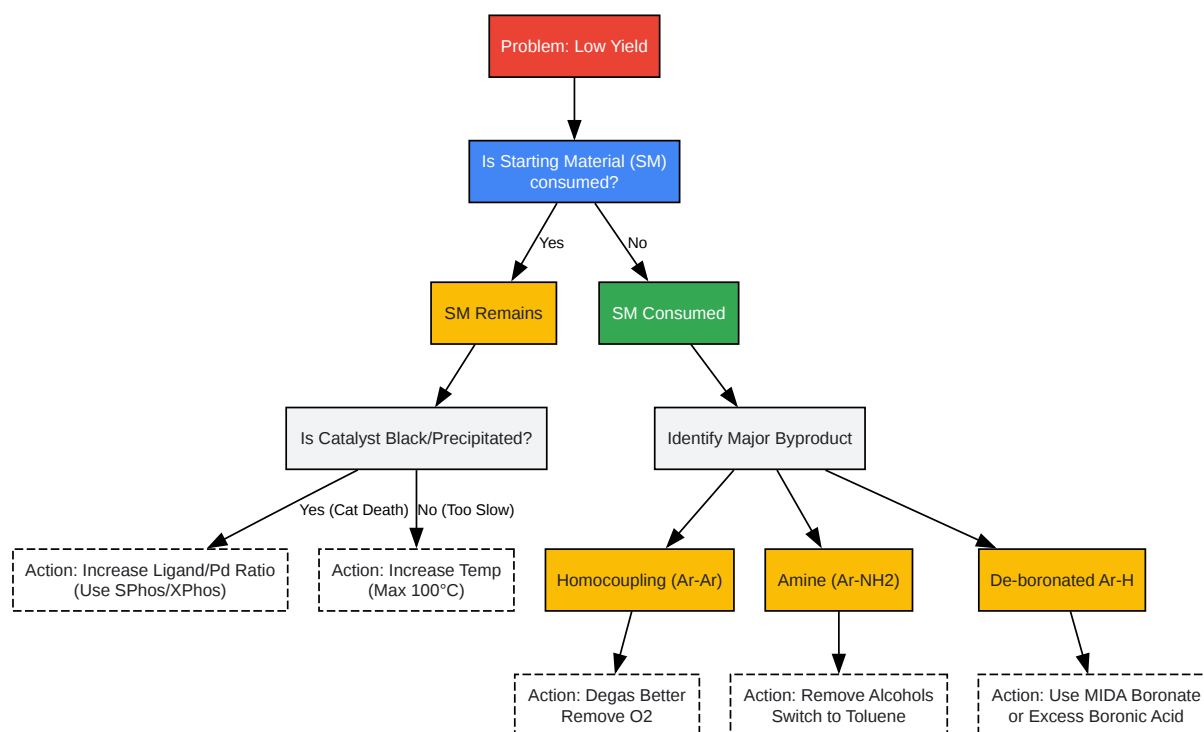 Problem: Low Yield
Is Starting Material (SM)
consumed?
Yes
No
SM Remains
SM Consumed
Is Catalyst Black/Precipitated?
Identify Major Byproduct
Yes (Cat Death)
No (Too Slow)
Action: Increase Ligand/Pd Ratio
(Use SPhos/XPhos)
Action: Increase Temp
(Max 100°C)
Homocoupling (Ar-Ar)
Amine (Ar-NH2)
De-boronated Ar-H
Action: Degas Better
Remove O2
Action: Remove Alcohols
Switch to Toluene
Action: Use MIDA Boronate
or Excess Boronic Acid